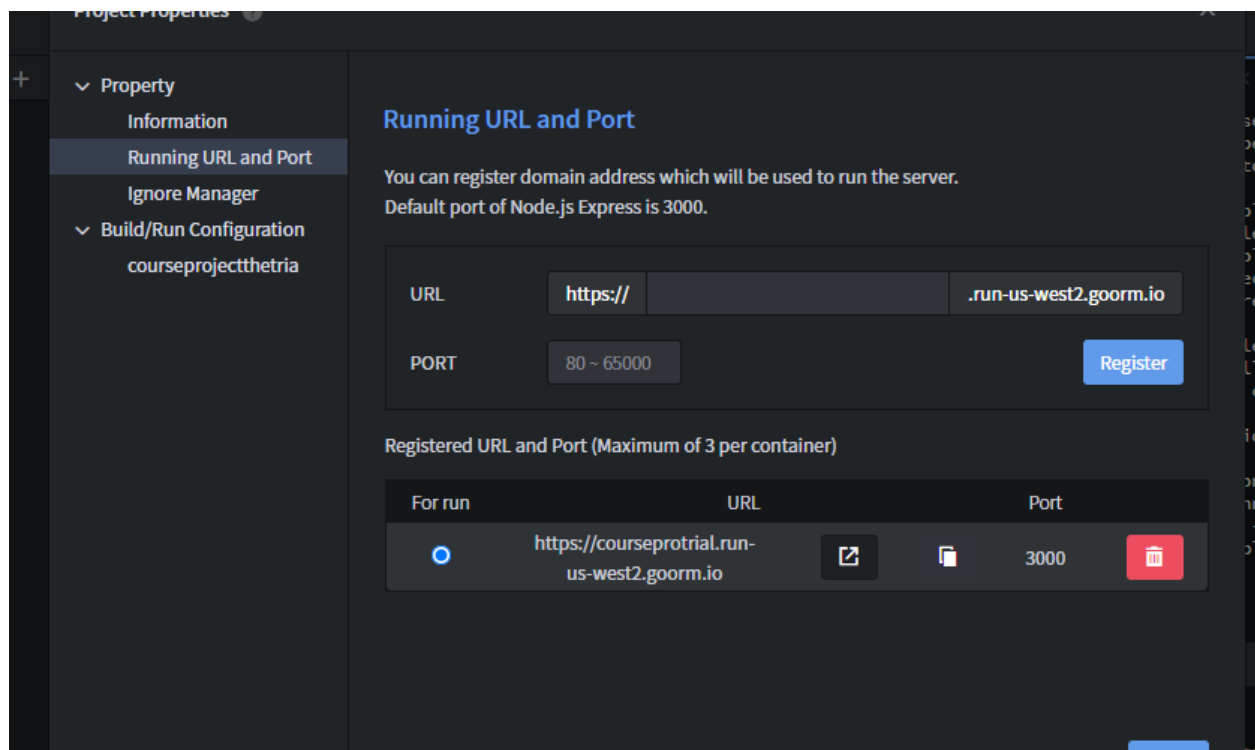 Project Properties
Property
Information
Running URL and Port
Ignore Manager
Build/Run Configuration
courseprojectthetria
Running URL and Port
You can register domain address which will be used to run the server.
Default port of Node.js Express is 3000.
URL
https://
.run-us-west2.goorm.io
PORT
80 ~ 65000
Register
Registered URL and Port (Maximum of 3 per container)
For run
URL
Port
https://courseprotrial.run-
us-west2.goorm.io
3000